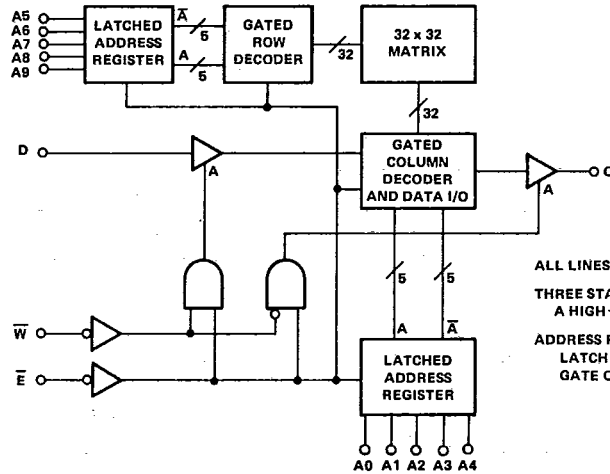 A5
A6
A7
A8
A9
LATCHED
ADDRESS
REGISTER
A̅
5
A
5
GATED
ROW
DECODER
32
32 x 32
MATRIX
32
D
A
GATED
COLUMN
DECODER
AND DATA I/O
A
5
5
A
A̅
W̅
E̅
LATCHED
ADDRESS
REGISTER
A0 A1 A2 A3 A4
ALL LINES
THREE STA
A HIGH
ADDRESS
LATCH
GATE